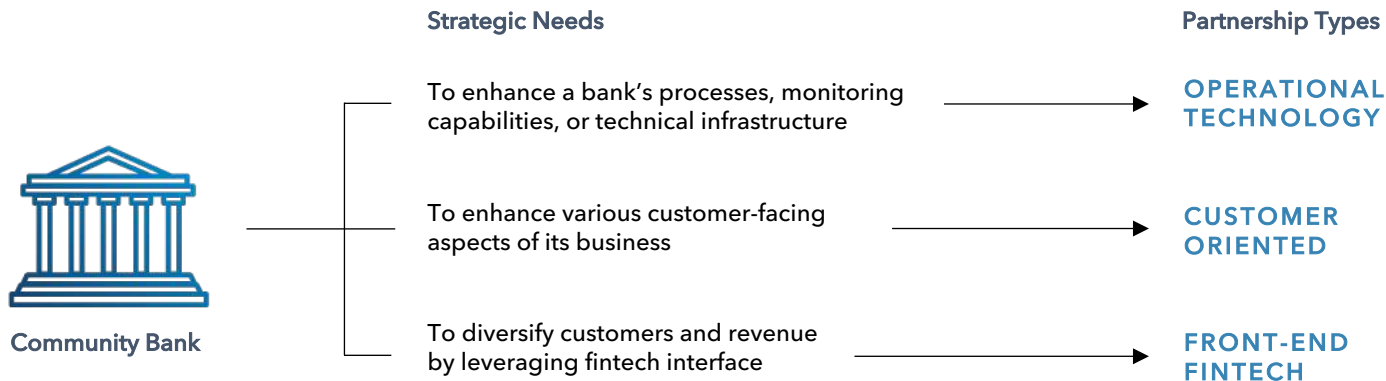 Strategic Needs
Partnership Types
To enhance a bank’s processes, monitoring
capabilities, or technical infrastructure
OPERATIONAL
TECHNOLOGY
To enhance various customer-facing
aspects of its business
CUSTOMER
ORIENTED
Community Bank
To diversify customers and revenue
by leveraging fintech interface
FRONT-END
FINTECH